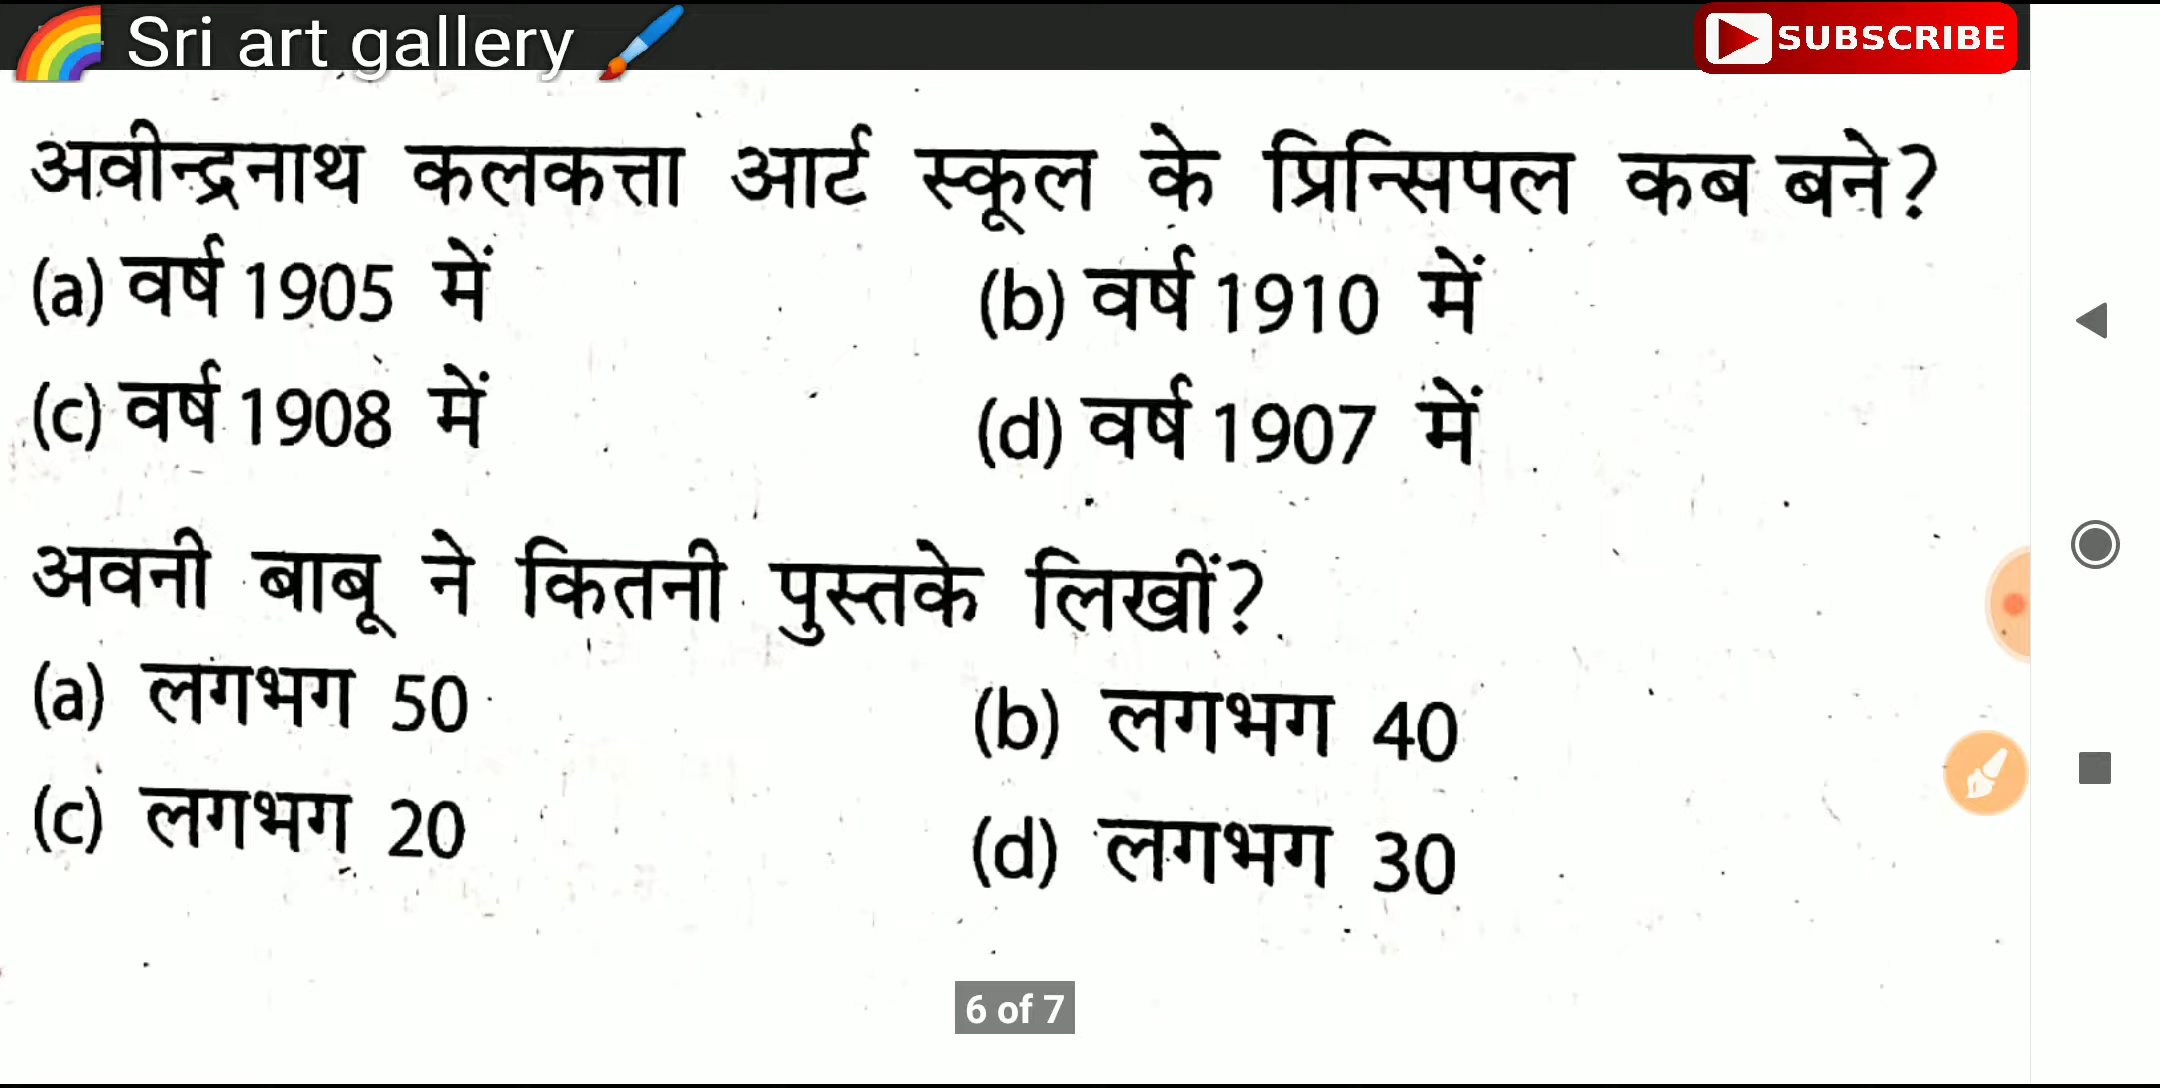 Sri art gallery
SUBSCRIBE
अवीन्द्रनाथ कलकत्ता आर्ट स्कूल के प्रिन्सिपल कब बने?
(a) वर्ष 1905 में (b) वर्ष 1910 में
(c) वर्ष 1908 में (d) वर्ष 1907 में
अवनी बाबू ने कितनी पुस्तके लिखीं?
(a) लगभग 50 (b) लगभग 40
(c) लगभग 20 (d) लगभग 30
6 of 7